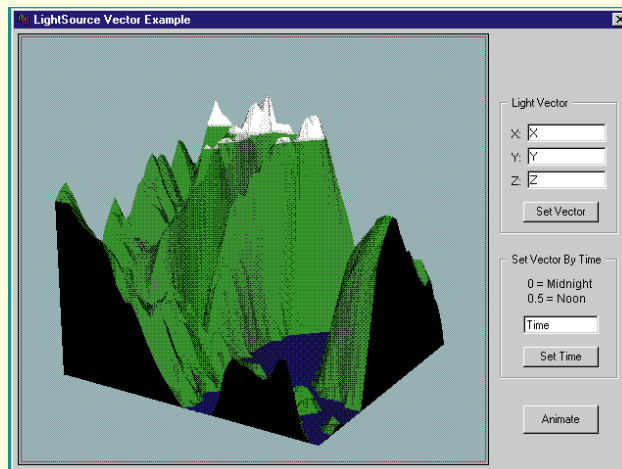 LightSource Vector Example
Light Vector
X: X
Y: Y
Z: Z
Set Vector
Set Vector By Time
0 = Midnight
0.5 = Noon
Time
Set Time
Animate